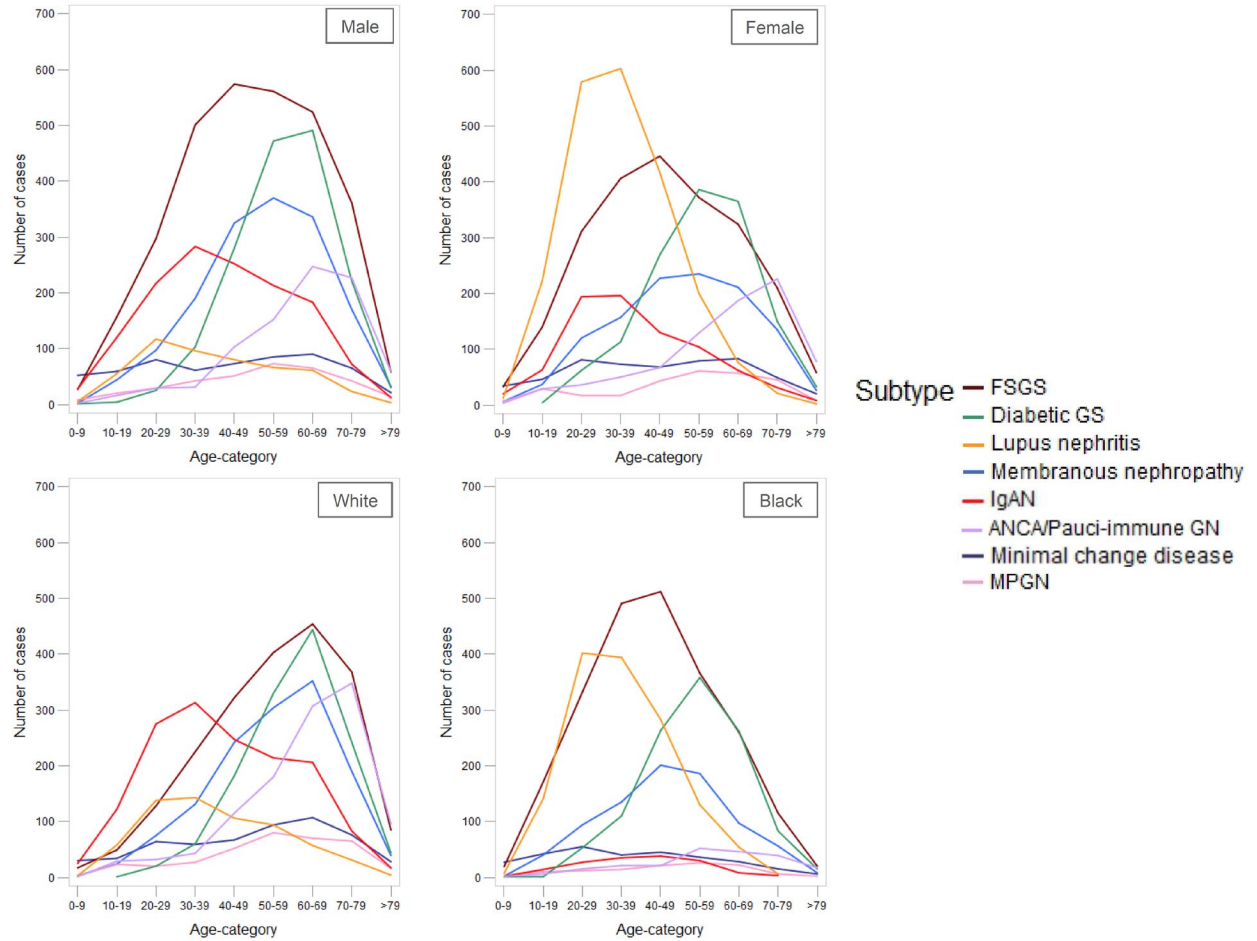 Male
700
600
500
400
300
200
100
0
Number of cases
0-9 10-19 20-29 30-39 40-49 50-59 60-69 70-79 >79
Age-category
Female
700
600
500
400
300
200
100
0
Number of cases
0-9 10-19 20-29 30-39 40-49 50-59 60-69 70-79 >79
Age-category
Subtype
FSGS
Diabetic GS
Lupus nephritis
Membranous nephropathy
IgAN
ANCA/Pauci-immune GN
Minimal change disease
MPGN
White
700
600
500
400
300
200
100
0
Number of cases
0-9 10-19 20-29 30-39 40-49 50-59 60-69 70-79 >79
Age-category
Black
700
600
500
400
300
200
100
0
Number of cases
0-9 10-19 20-29 30-39 40-49 50-59 60-69 70-79 >79
Age-category